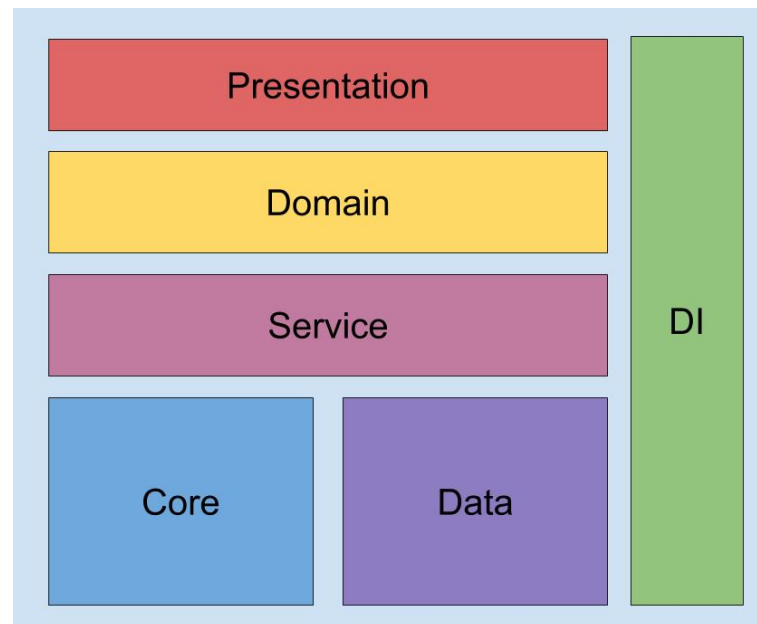 Presentation
Domain
Service
DI
Core
Data